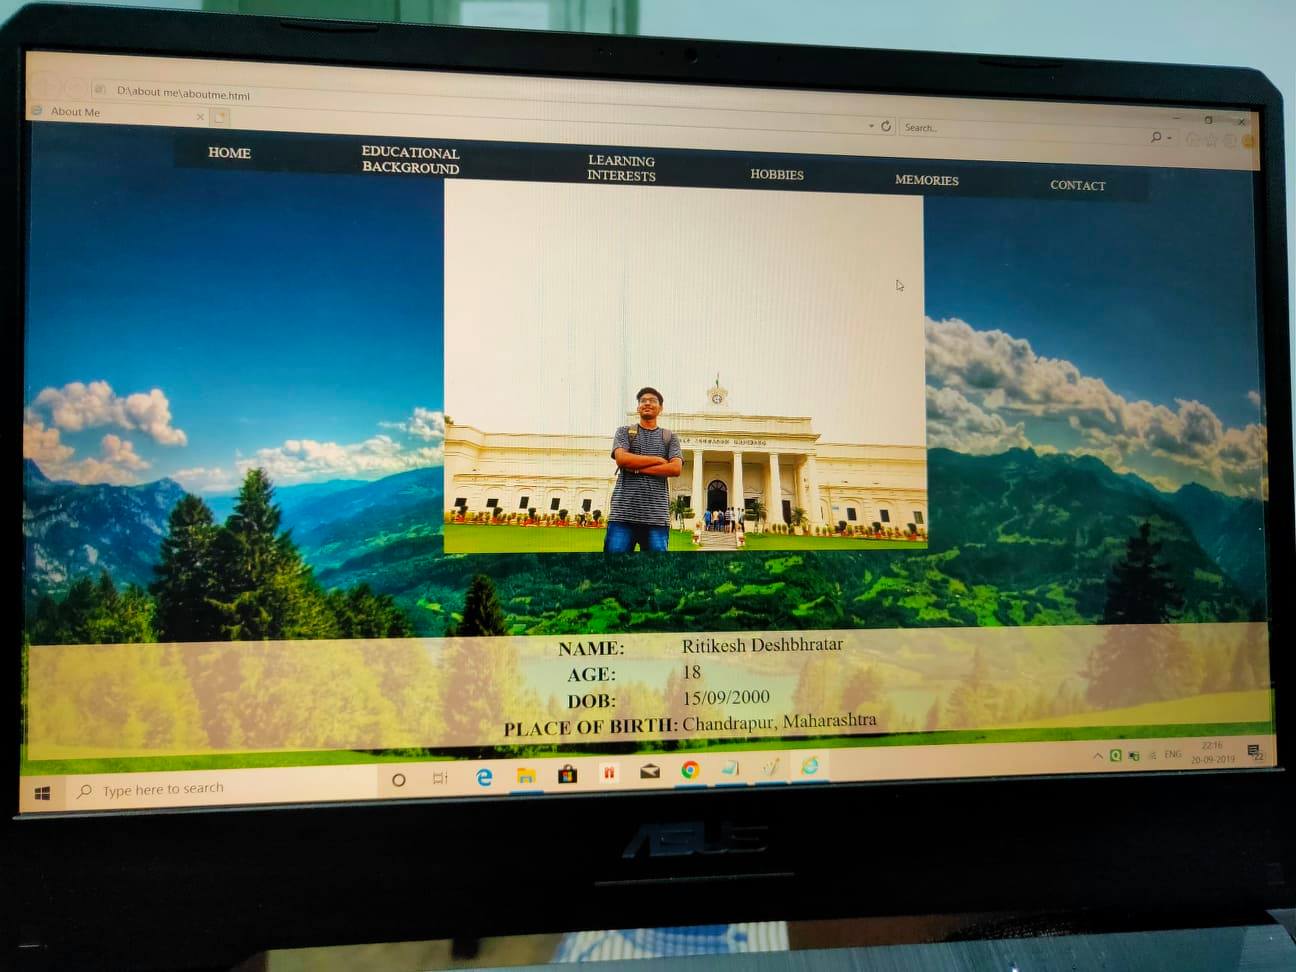 D:\about me\aboutme.html
Search...
About Me
HOME
EDUCATIONAL
BACKGROUND
LEARNING
INTERESTS
HOBBIES
MEMORIES
CONTACT
NAME: Ritikesh Deshbhratar
AGE: 18
DOB: 15/09/2000
PLACE OF BIRTH: Chandrapur, Maharashtra
Type here to search
ENG
22:16
20-09-2019
22
ASUS